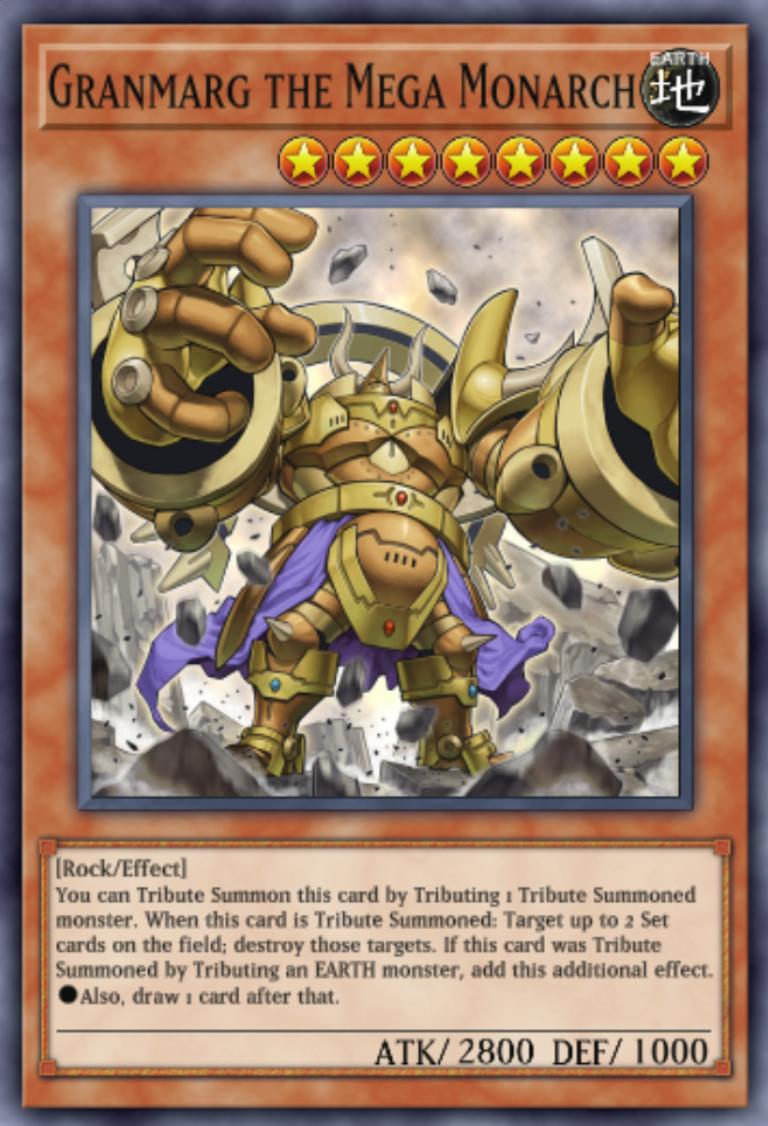 GRANMARG THE MEGA MONARCH
EARTH
地
[Rock/Effect]
You can Tribute Summon this card by Tributing 1 Tribute Summoned
monster. When this card is Tribute Summoned: Target up to 2 Set
cards on the field; destroy those targets. If this card was Tribute
Summoned by Tributing an EARTH monster, add this additional effect.
●Also, draw 1 card after that.
ATK/ 2800 DEF/ 1000